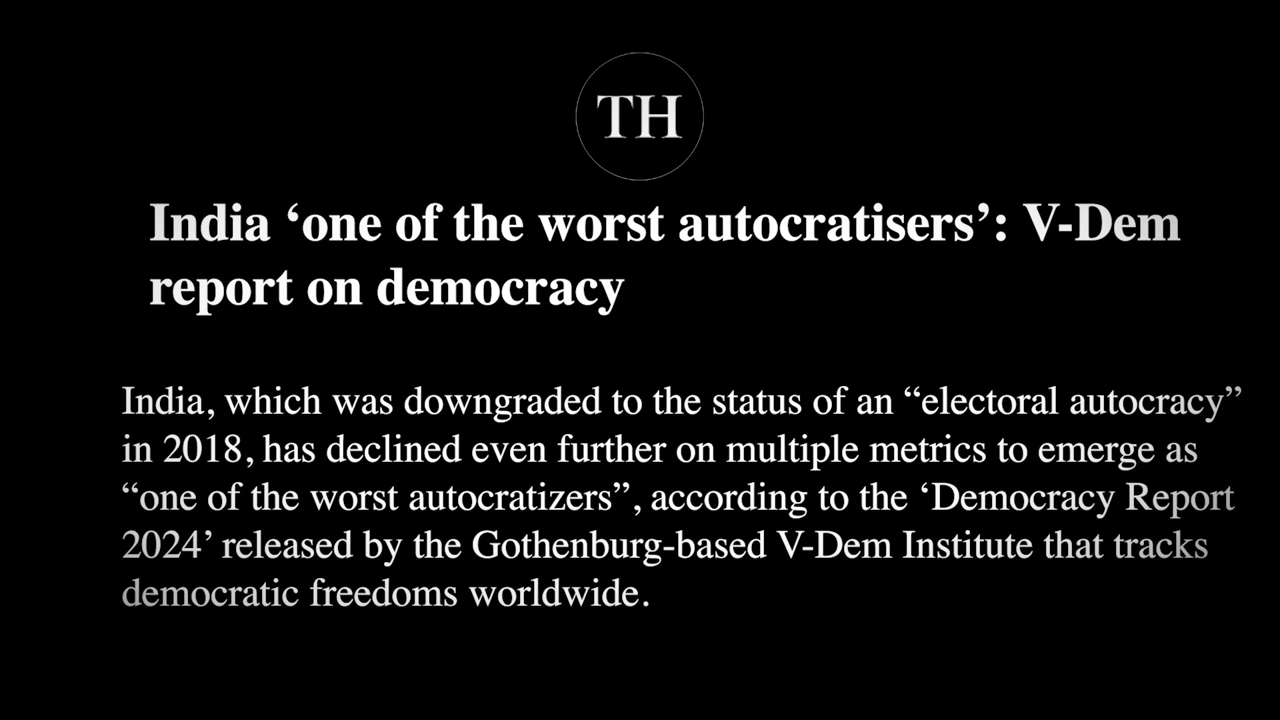 TH
India ‘one of the worst autocratisers’: V-Dem
report on democracy
India, which was downgraded to the status of an “electoral autocracy”
in 2018, has declined even further on multiple metrics to emerge as
“one of the worst autocratizers”, according to the ‘Democracy Report
2024’ released by the Gothenburg-based V-Dem Institute that tracks
democratic freedoms worldwide.